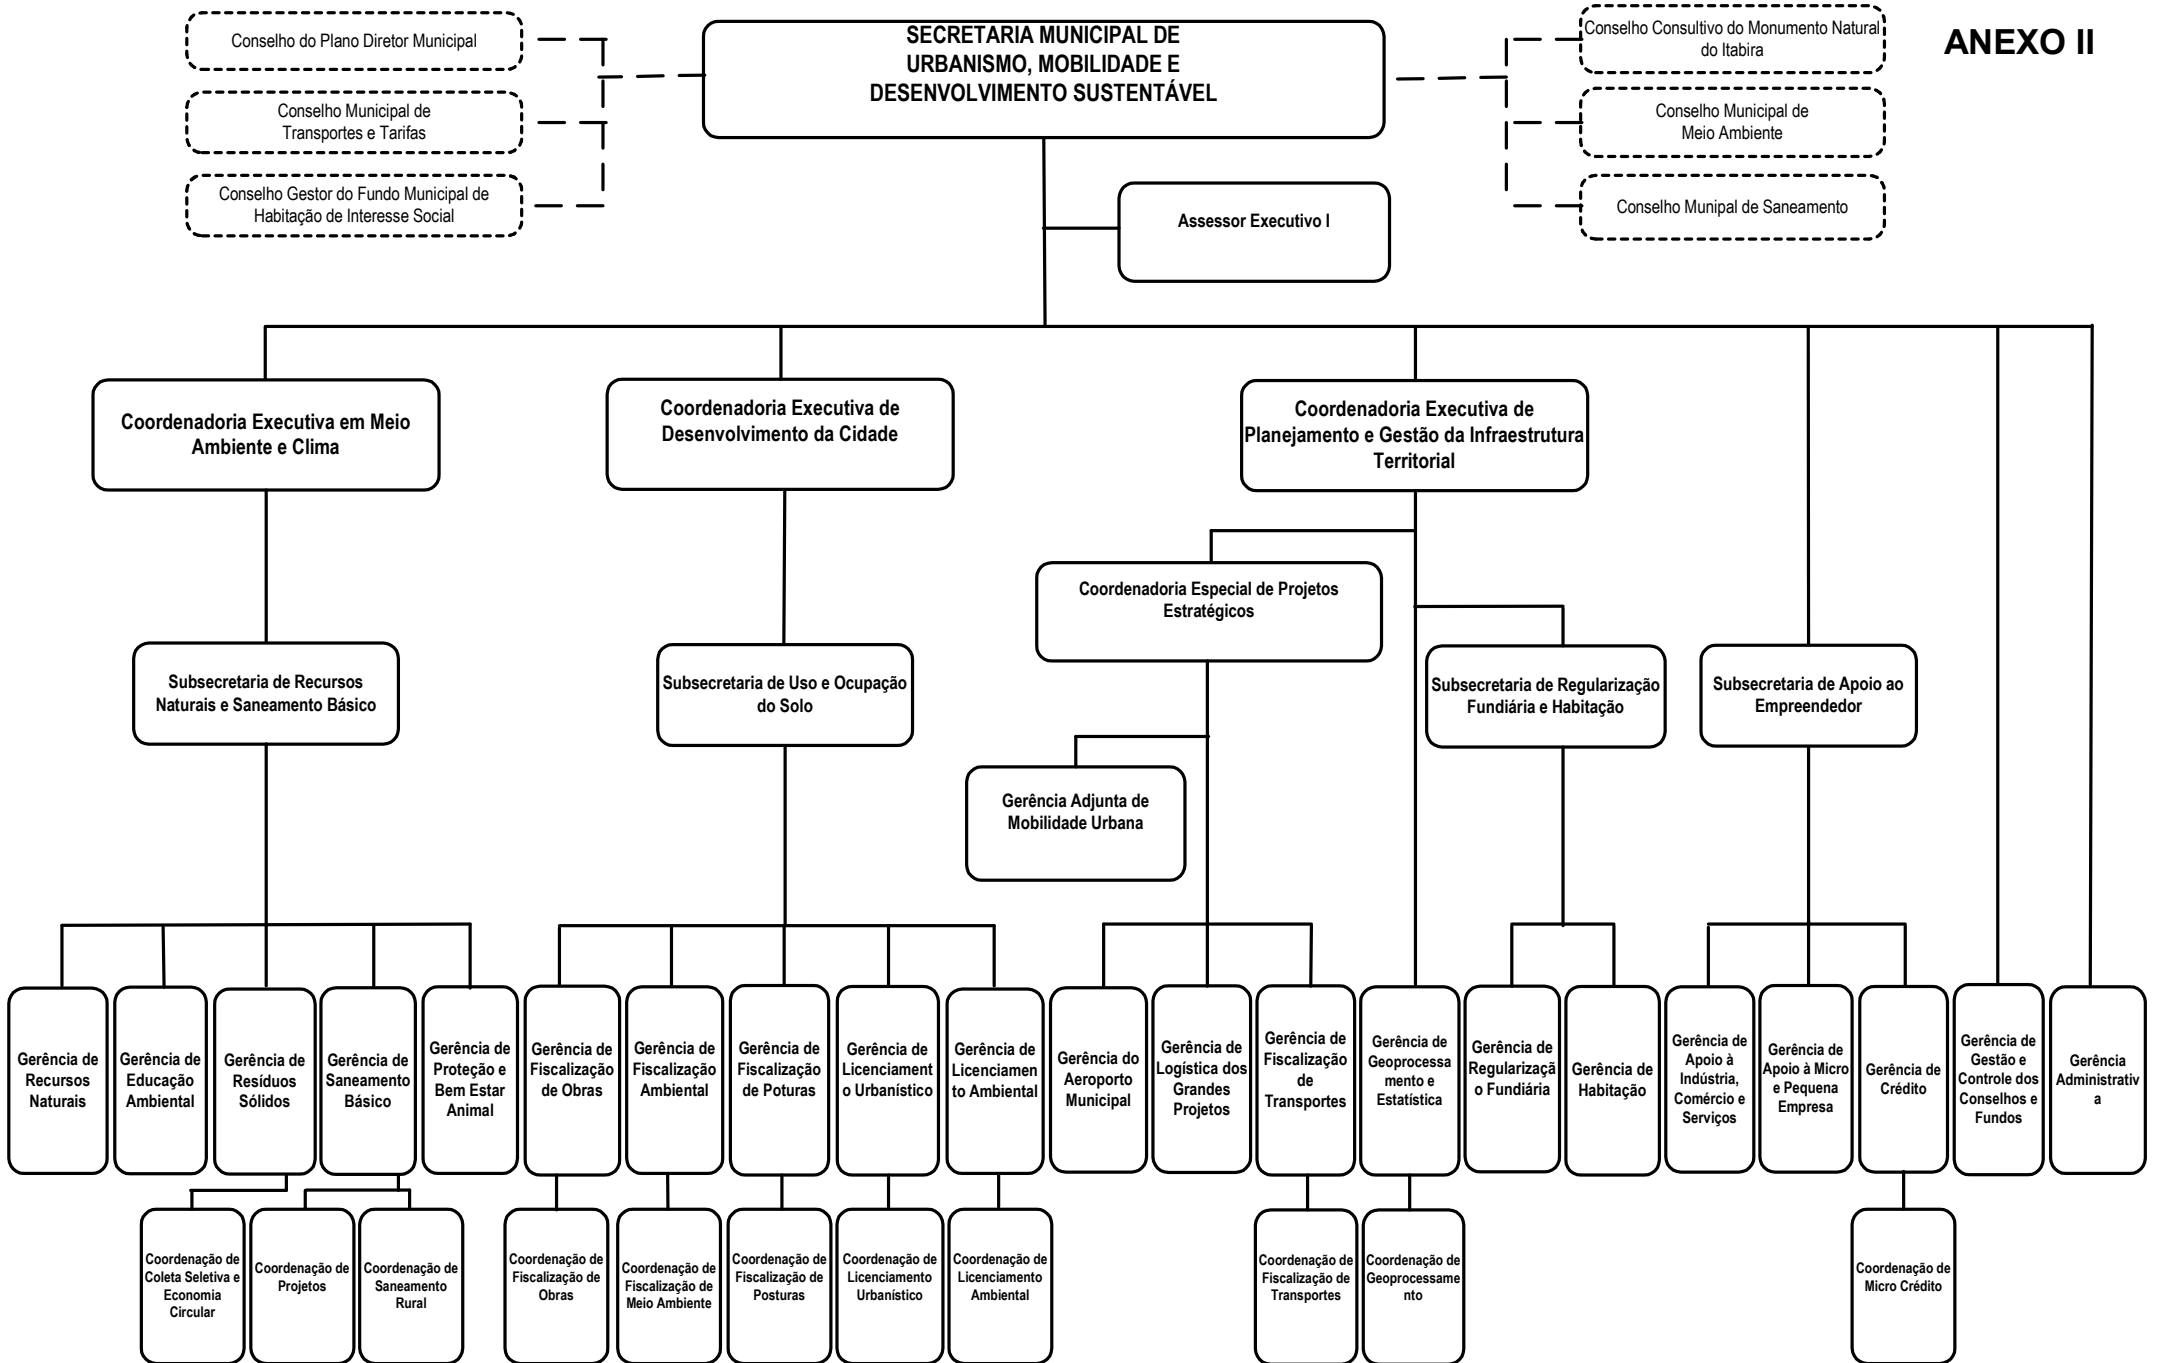 Conselho do Plano Diretor Municipal
Conselho Municipal de
Transportes e Tarifas
Conselho Gestor do Fundo Municipal de
Habitação de Interesse Social
SECRETARIA MUNICIPAL DE
URBANISMO, MOBILIDADE E
DESENVOLVIMENTO SUSTENTÁVEL
Conselho Consultivo do Monumento Natural
do Itabira
Conselho Municipal de
Meio Ambiente
Conselho Munipal de Saneamento
ANEXO II
Assessor Executivo I
Coordenadoria Executiva em Meio
Ambiente e Clima
Coordenadoria Executiva de
Desenvolvimento da Cidade
Coordenadoria Executiva de
Planejamento e Gestão da Infraestrutura
Territorial
Coordenadoria Especial de Projetos
Estratégicos
Subsecretaria de Recursos
Naturais e Saneamento Básico
Subsecretaria de Uso e Ocupação
do Solo
Subsecretaria de Regularização
Fundiária e Habitação
Subsecretaria de Apoio ao
Empreendedor
Gerência Adjunta de
Mobilidade Urbana
Gerência de
Recursos
Naturais
Gerência de
Educação
Ambiental
Gerência de
Resíduos
Sólidos
Gerência de
Saneamento
Básico
Gerência de
Proteção e
Bem Estar
Animal
Gerência de
Fiscalização
de Obras
Gerência de
Fiscalização
Ambiental
Gerência de
Fiscalização
de Poturas
Gerência de
Licenciament
o Urbanístico
Gerência de
Licenciamen
to Ambiental
Gerência do
Aeroporto
Municipal
Gerência de
Logística dos
Grandes
Projetos
Gerência de
Fiscalização
de
Transportes
Gerência de
Geoprocessa
mento e
Estatística
Gerência de
Regularizaçã
o Fundiária
Gerência de
Habitação
Gerência de
Apoio à
Indústria,
Comércio e
Serviços
Gerência de
Apoio à Micro
e Pequena
Empresa
Gerência de
Crédito
Gerência de
Gestão e
Controle dos
Conselhos e
Fundos
Gerência
Administrativ
a
Coordenação de
Coleta Seletiva e
Economia
Circular
Coordenação de
Projetos
Coordenação de
Saneamento
Rural
Coordenação de
Fiscalização de
Obras
Coordenação de
Fiscalização de
Meio Ambiente
Coordenação de
Fiscalização de
Posturas
Coordenação de
Licenciamento
Urbanístico
Coordenação de
Licenciamento
Ambiental
Coordenação de
Fiscalização de
Transportes
Coordenação de
Geoprocessame
nto
Coordenação de
Micro Crédito